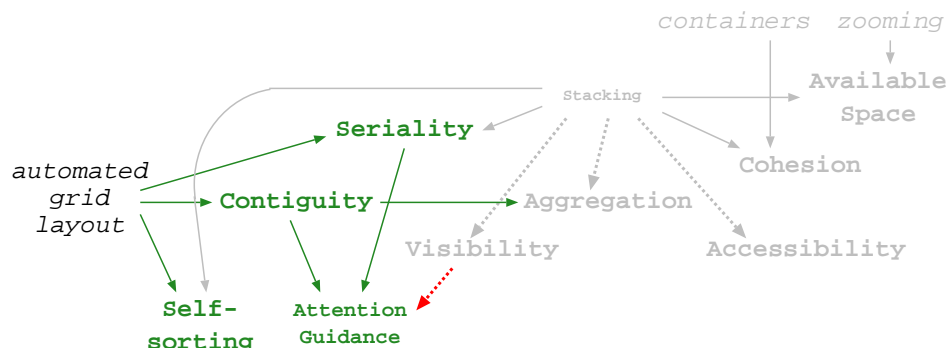 containers zooming
Available
Space
Stacking
Seriality
Cohesion
automated
grid
layout
Contiguity
Aggregation
Visibility
Accessibility
Self-
sorting
Attention
Guidance